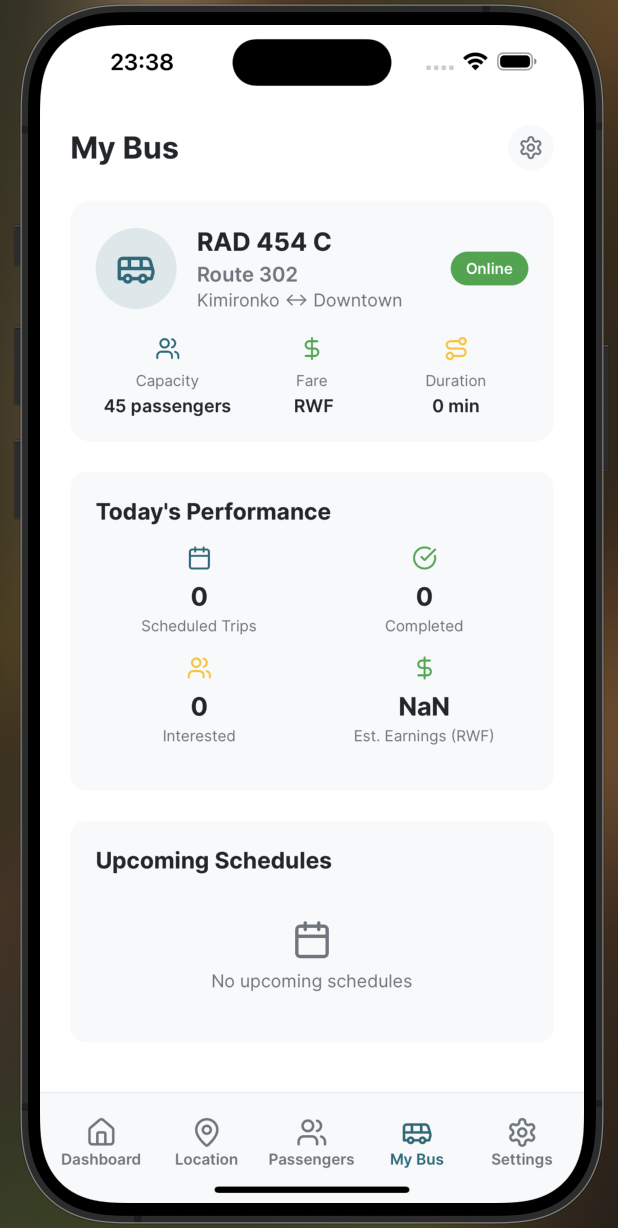 23:38
My Bus
RAD 454 C
Route 302
Online
Kimironko ↔ Downtown
Capacity
Fare
Duration
45 passengers
RWF
0 min
Today's Performance
0
0
Scheduled Trips
Completed
0
NaN
Interested
Est. Earnings (RWF)
Upcoming Schedules
No upcoming schedules
Dashboard
Location
Passengers
My Bus
Settings